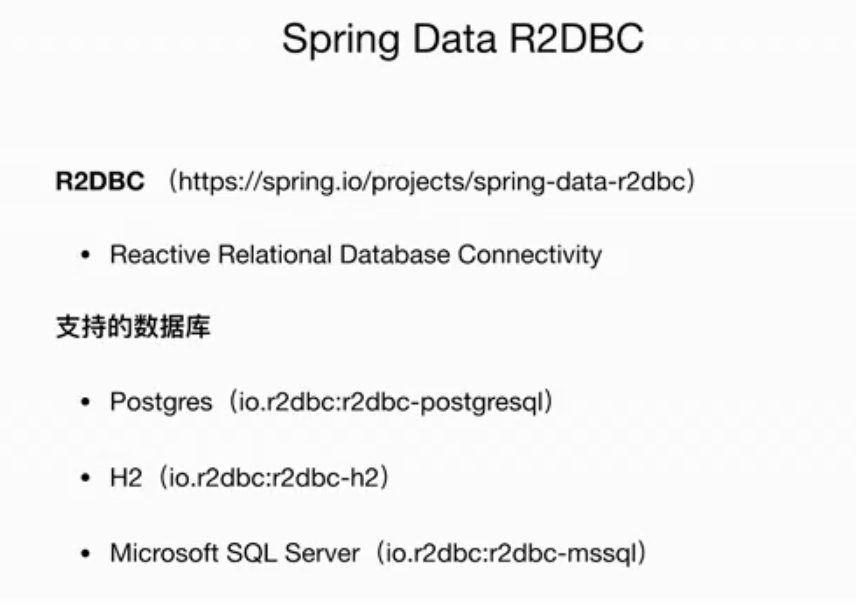 Spring Data R2DBC
R2DBC （https://spring.io/projects/spring-data-r2dbc）
• Reactive Relational Database Connectivity
支持的数据库
• Postgres（io.r2dbc:r2dbc-postgresql）
• H2（io.r2dbc:r2dbc-h2）
• Microsoft SQL Server（io.r2dbc:r2dbc-mssql）